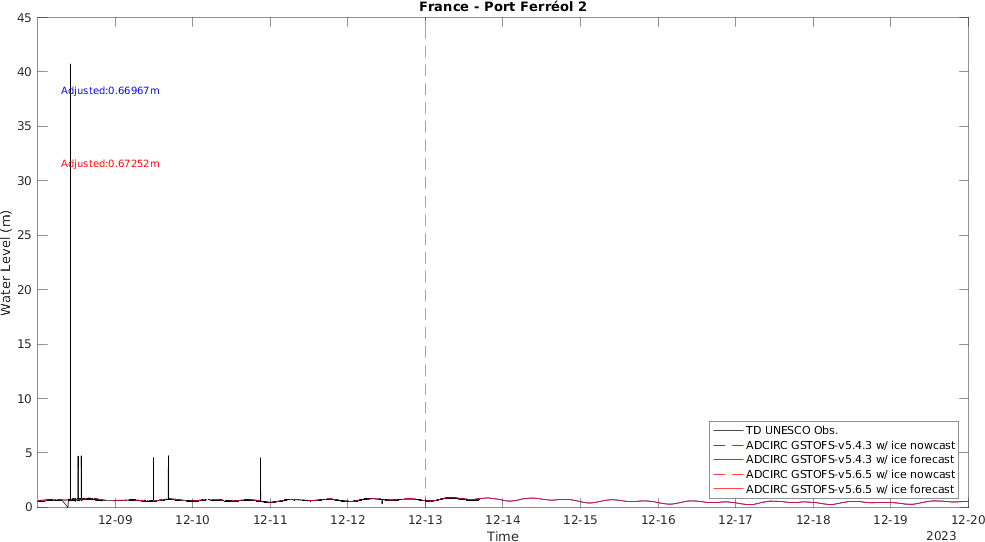 France - Port Ferréol 2
45
40
35
30
25
20
15
10
5
0
Water Level (m)
Adjusted:0.66967m
Adjusted:0.67252m
TD UNESCO Obs.
ADCIRC GSTOFS-v5.4.3 w/ ice nowcast
ADCIRC GSTOFS-v5.4.3 w/ ice forecast
ADCIRC GSTOFS-v5.6.5 w/ ice nowcast
ADCIRC GSTOFS-v5.6.5 w/ ice forecast
12-09 12-10 12-11 12-12 12-13 12-14 12-15 12-16 12-17 12-18 12-19 12-20
Time
2023